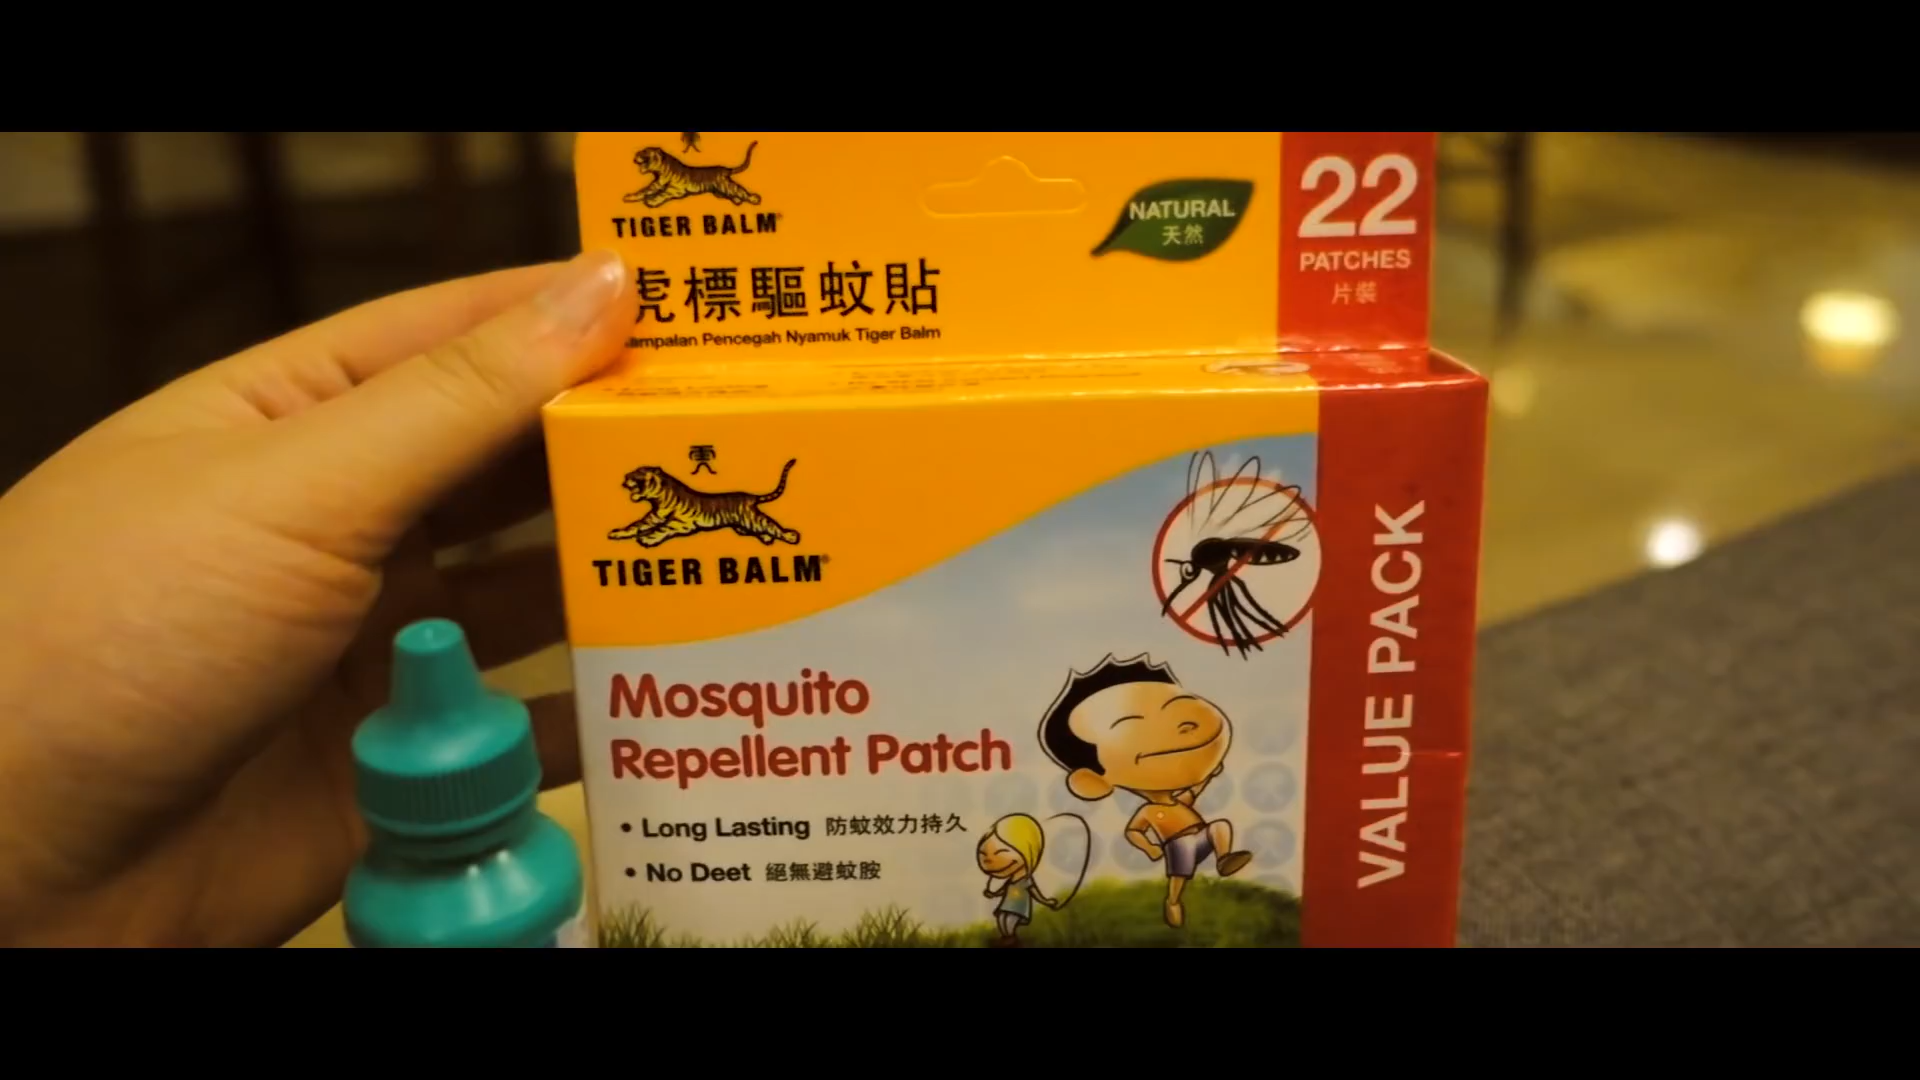 TIGER BALM
NATURAL
天然
22
PATCHES
片裝
虎標驅蚊貼
Pencegah Nyamuk Tiger Balm
TIGER BALM
Mosquito
Repellent Patch
• Long Lasting 防蚊效力持久
• No Deet 絕無避蚊胺
VALUE PACK